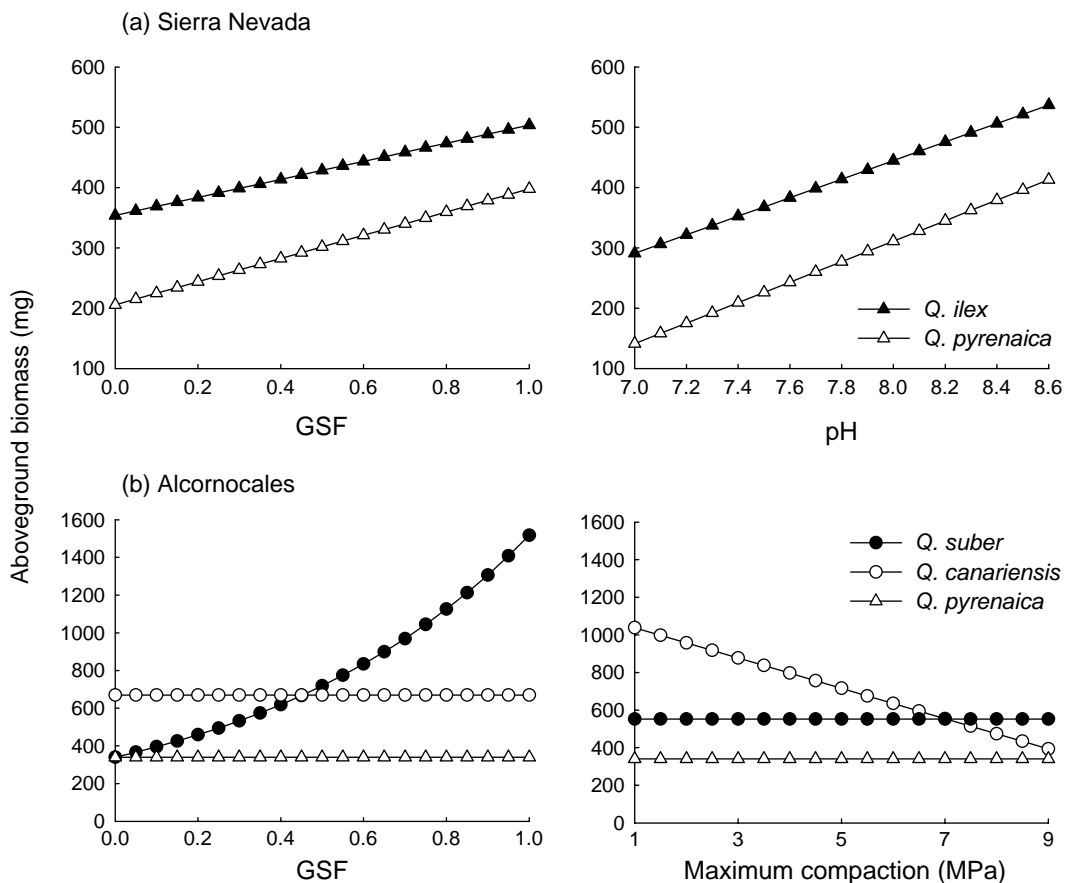 (a) Sierra Nevada
600
500
400
300
200
100
0.0 0.2 0.4 0.6 0.8 1.0
GSF
600
500
400
300
200
100
7.0 7.2 7.4 7.6 7.8 8.0 8.2 8.4 8.6
pH
Q. ilex
Q. pyrenaica
Aboveground biomass (mg)
(b) Alcornocales
1600
1400
1200
1000
800
600
400
200
0
0.0 0.2 0.4 0.6 0.8 1.0
GSF
1600
1400
1200
1000
800
600
400
200
0
1 3 5 7 9
Maximum compaction (MPa)
Q. suber
Q. canariensis
Q. pyrenaica